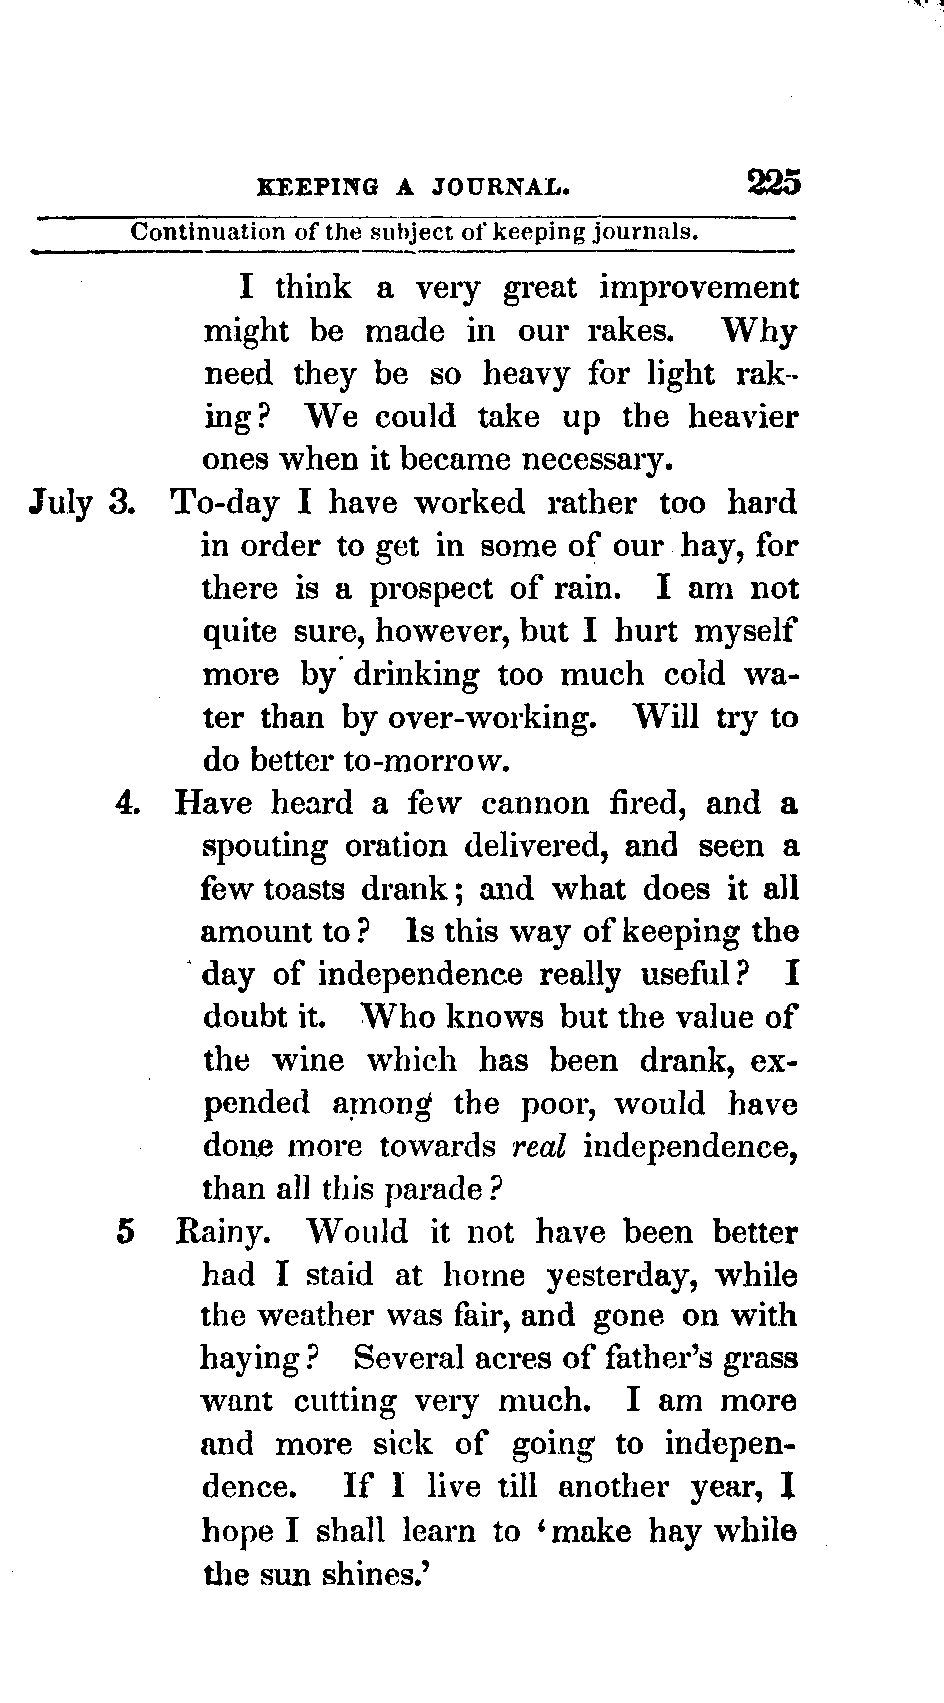 KEEPING A JOURNAL. 225
Continuation of the subject of keeping journals.
I think a very great improvement
might be made in our rakes. Why
need they be so heavy for light rak-
ing? We could take up the heavier
ones when it became necessary.
July 3. To-day I have worked rather too hard
in order to get in some of our hay, for
there is a prospect of rain. I am not
quite sure, however, but I hurt myself
more by drinking too much cold wa-
ter than by over-working. Will try to
do better to-morrow.
4. Have heard a few cannon fired, and a
spouting oration delivered, and seen a
few toasts drank; and what does it all
amount to? Is this way of keeping the
day of independence really useful? I
doubt it. Who knows but the value of
the wine which has been drank, ex-
pended among the poor, would have
done more towards real independence,
than all this parade?
5 Rainy. Would it not have been better
had I staid at home yesterday, while
the weather was fair, and gone on with
haying? Several acres of father's grass
want cutting very much. I am more
and more sick of going to indepen-
dence. If I live till another year, I
hope I shall learn to 'make hay while
the sun shines.'